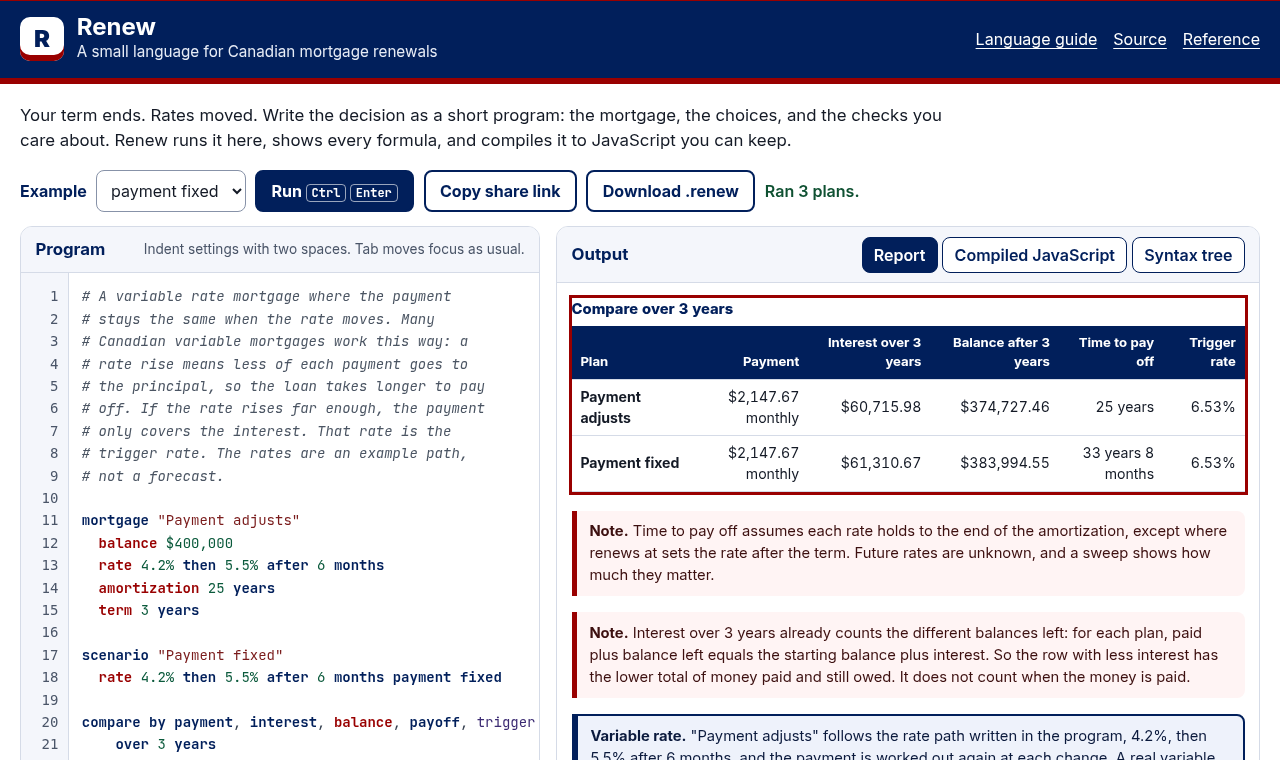 R
Renew
A small language for Canadian mortgage renewals
Language guide Source Reference
Your term ends. Rates moved. Write the decision as a short program: the mortgage, the choices, and the checks you
care about. Renew runs it here, shows every formula, and compiles it to JavaScript you can keep.
Example payment fixed Run Ctrl Enter Copy share link Download .renew Ran 3 plans.
Program Indent settings with two spaces. Tab moves focus as usual.
1 # A variable rate mortgage where the payment
2 # stays the same when the rate moves. Many
3 # Canadian variable mortgages work this way: a
4 # rate rise means less of each payment goes to
5 # the principal, so the loan takes longer to pay
6 # off. If the rate rises far enough, the payment
7 # only covers the interest. That rate is the
8 # trigger rate. The rates are an example path,
9 # not a forecast.
10
11 mortgage "Payment adjusts"
12 balance $400,000
13 rate 4.2% then 5.5% after 6 months
14 amortization 25 years
15 term 3 years
16
17 scenario "Payment fixed"
18 rate 4.2% then 5.5% after 6 months payment fixed
19
20 compare by payment, interest, balance, payoff, trigger
21 over 3 years
Output Report Compiled JavaScript Syntax tree
Compare over 3 years
Plan Payment Interest over 3 years Balance after 3 years Time to pay off Trigger rate
Payment adjusts $2,147.67 monthly $60,715.98 $374,727.46 25 years 6.53%
Payment fixed $2,147.67 monthly $61,310.67 $383,994.55 33 years 8 months 6.53%
Note. Time to pay off assumes each rate holds to the end of the amortization, except where
renews at sets the rate after the term. Future rates are unknown, and a sweep shows how
much they matter.
Note. Interest over 3 years already counts the different balances left: for each plan, paid
plus balance left equals the starting balance plus interest. So the row with less interest has
the lower total of money paid and still owed. It does not count when the money is paid.
Variable rate. "Payment adjusts" follows the rate path written in the program, 4.2%, then
5.5% after 6 months, and the payment is worked out again at each change. A real variable